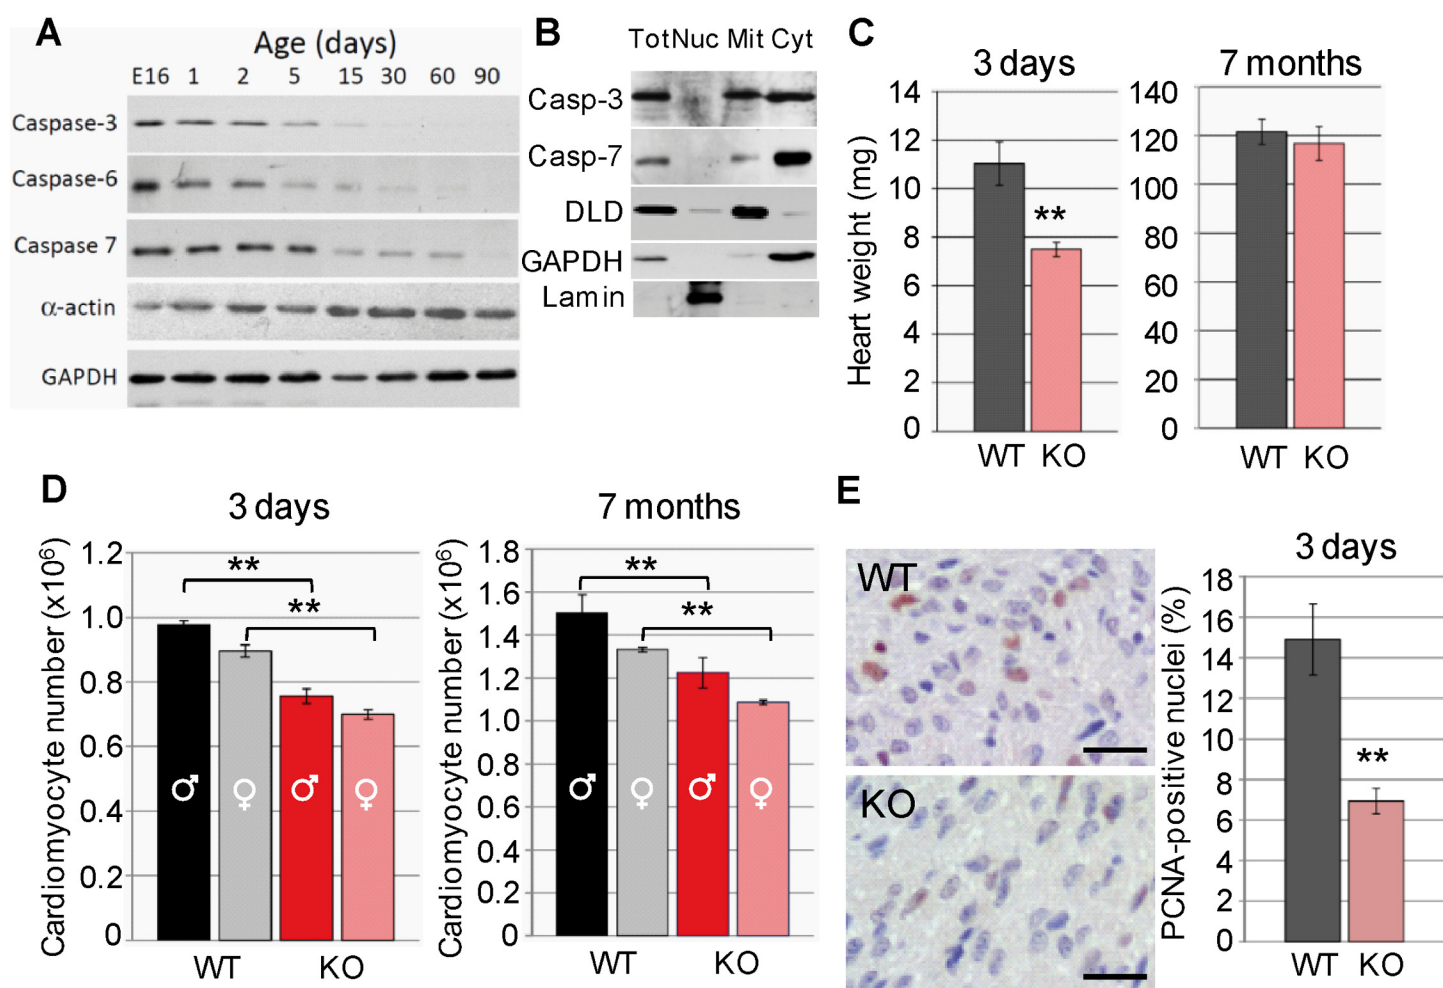 A
Age (days)
E16 1 2 5 15 30 60 90
Caspase-3
Caspase-6
Caspase 7
α-actin
GAPDH
B
Tot Nuc Mit Cyt
Casp-3
Casp-7
DLD
GAPDH
Lamin
C
3 days
Heart weight (mg)
14
12
10
8
6
4
2
0
WT KO
**
7 months
140
120
100
80
60
40
20
0
WT KO
D
3 days
Cardiomyocyte number (x10⁶)
1.2
1.0
0.8
0.6
0.4
0.2
0
**
**
♂ ♀ ♂ ♀
WT KO
7 months
Cardiomyocyte number (x10⁶)
1.8
1.6
1.4
1.2
1.0
0.8
0.6
0.4
0.2
0
**
**
♂ ♀ ♂ ♀
WT KO
E
WT
KO
3 days
PCNA-positive nuclei (%)
18
16
14
12
10
8
6
4
2
0
**
WT KO